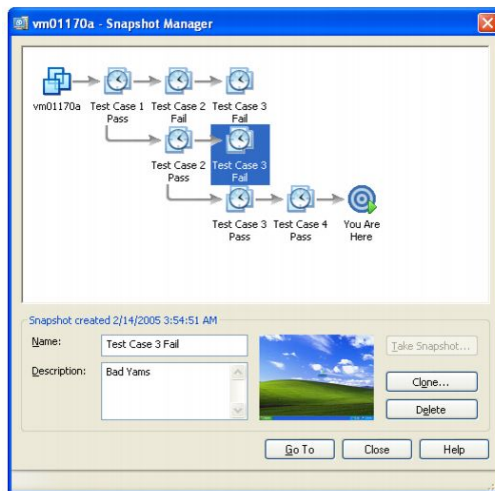 vm01170a - Snapshot Manager
vm01170a
Test Case 1
Pass
Test Case 2
Fail
Test Case 3
Fail
Test Case 2
Pass
Test Case 3
Fail
Test Case 3
Pass
Test Case 4
Pass
You Are
Here
Snapshot created 2/14/2005 3:54:51 AM
Name:
Test Case 3 Fail
Description:
Bad Yams
Take Snapshot...
Clone...
Delete
Go To
Close
Help